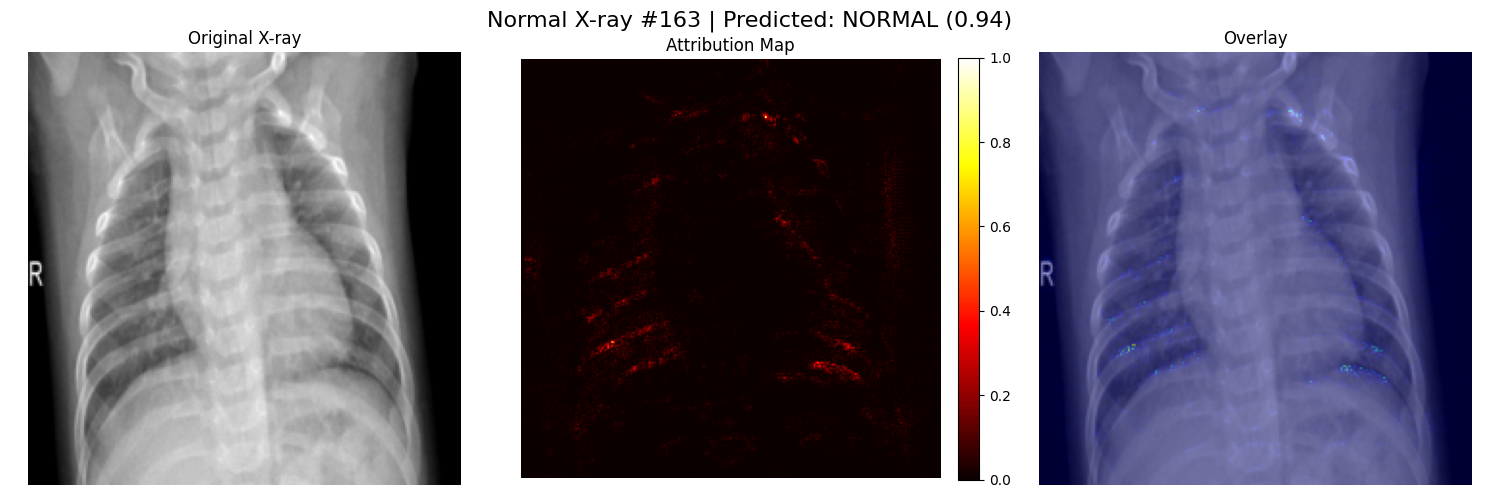 Normal X-ray #163 | Predicted: NORMAL (0.94)
Original X-ray
Attribution Map
Overlay
R
1.0
0.8
0.6
0.4
0.2
0.0
R